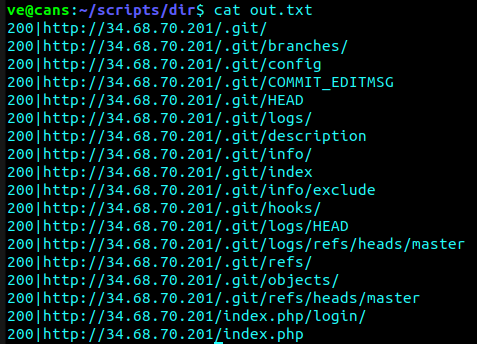 ve@cans:~/scripts/dir$ cat out.txt
200|http://34.68.70.201/.git/
200|http://34.68.70.201/.git/branches/
200|http://34.68.70.201/.git/config
200|http://34.68.70.201/.git/COMMIT_EDITMSG
200|http://34.68.70.201/.git/HEAD
200|http://34.68.70.201/.git/logs/
200|http://34.68.70.201/.git/description
200|http://34.68.70.201/.git/info/
200|http://34.68.70.201/.git/index
200|http://34.68.70.201/.git/info/exclude
200|http://34.68.70.201/.git/hooks/
200|http://34.68.70.201/.git/logs/HEAD
200|http://34.68.70.201/.git/logs/refs/heads/master
200|http://34.68.70.201/.git/refs/
200|http://34.68.70.201/.git/objects/
200|http://34.68.70.201/.git/refs/heads/master
200|http://34.68.70.201/index.php/login/
200|http://34.68.70.201/index.php